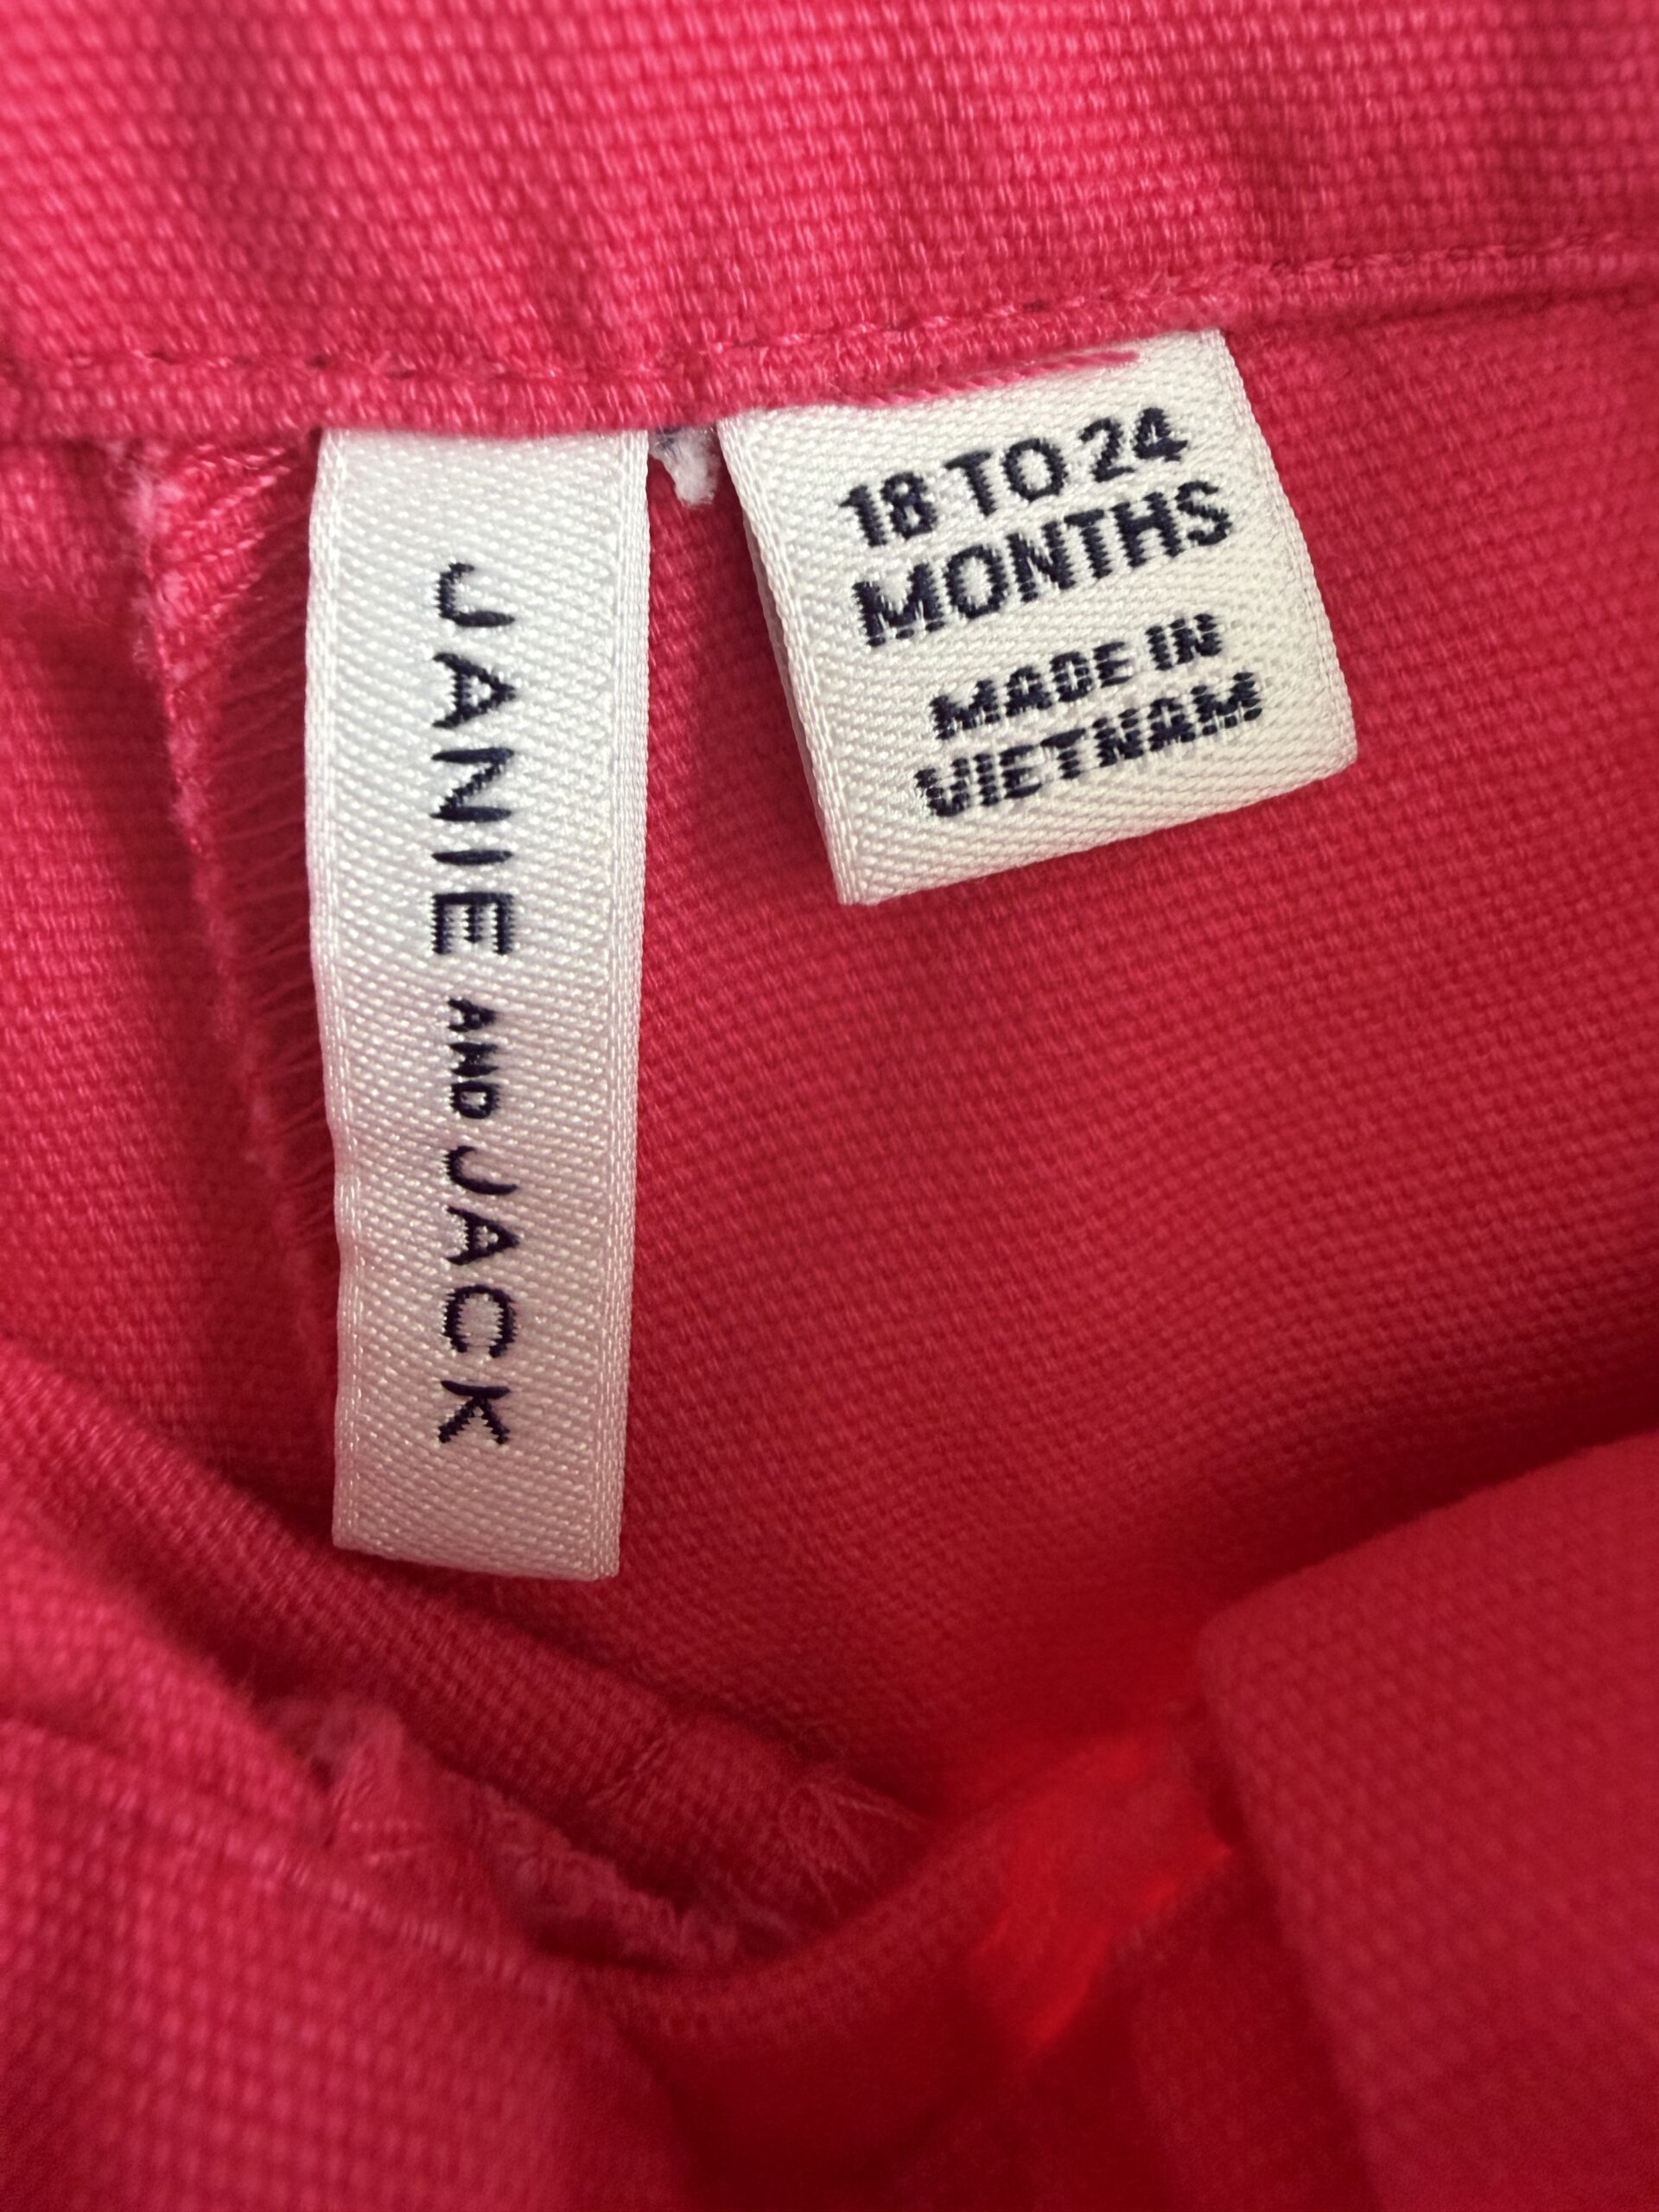 JANIE AND JACK
18 TO 24
MONTHS
MADE IN
VIETNAM